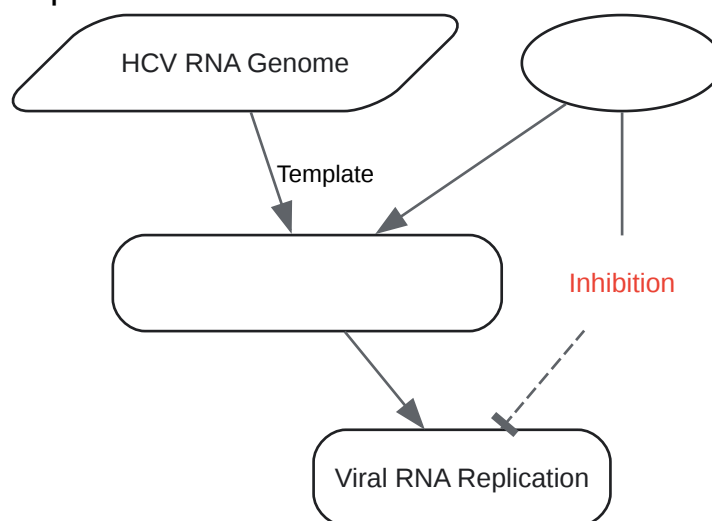 HCV RNA Genome
Template
Inhibition
Viral RNA Replication